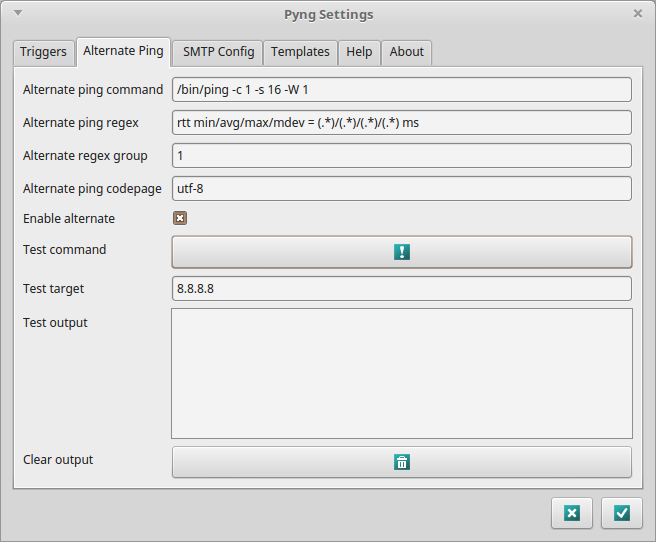 Pyng Settings
Triggers Alternate Ping SMTP Config Templates Help About
Alternate ping command /bin/ping -c 1 -s 16 -W 1
Alternate ping regex rtt min/avg/max/mdev = (.*)/(.*)/(.*)/(.*) ms
Alternate regex group 1
Alternate ping codepage utf-8
Enable alternate
Test command
Test target 8.8.8.8
Test output
Clear output